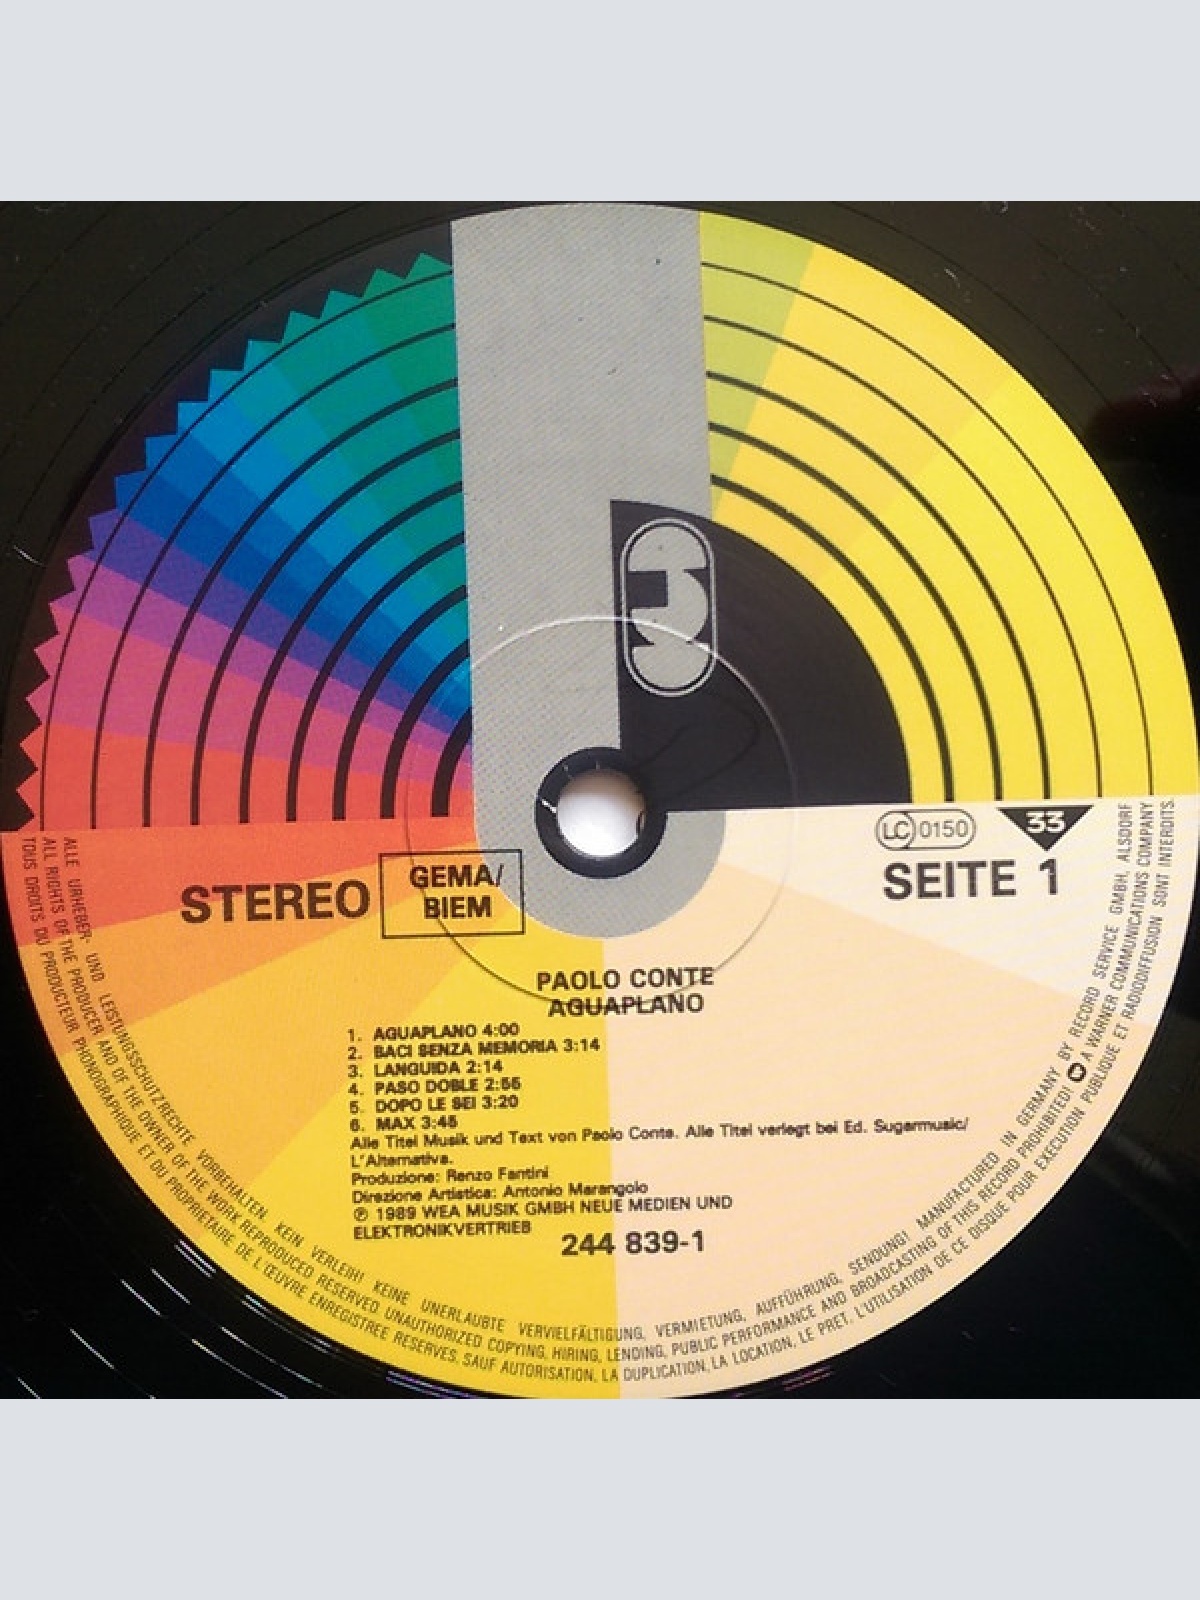 LC 0150
33
STEREO
GEMA/
BIEM
SEITE 1
PAOLO CONTE
AGUAPLANO
1. AGUAPLANO 4:00
2. BACI SENZA MEMORIA 3:14
3. LANGUIDA 2:14
4. PASO DOBLE 2:55
5. DOPO LE SEI 3:20
6. MAX 3:45
Alle Titel Musik und Text von Paolo Conte. Alle Titel verlegt bei Ed. Sugarmusic/
L'Alternativa.
Produzione: Renzo Fantini
Direzione Artistica: Antonio Marangolo
℗ 1989 WEA MUSIK GMBH NEUE MEDIEN UND
ELEKTRONIKVERTRIEB
244 839-1
ALLE URHEBER- UND LEISTUNGSSCHUTZRECHTE VORBEHALTEN. KEIN VERLEIH! KEINE UNERLAUBTE VERVIELFÄLTIGUNG, VERMIETUNG, AUFFÜHRUNG, SENDUNG! MANUFACTURED IN GERMANY BY RECORD SERVICE GMBH, ALSDORF
ALL RIGHTS OF THE PRODUCER AND OF THE OWNER OF THE WORK REPRODUCED RESERVED UNAUTHORIZED COPYING, HIRING, LENDING, PUBLIC PERFORMANCE AND BROADCASTING OF THIS RECORD PROHIBITED! A WARNER COMMUNICATIONS COMPANY
TOUS DROITS DU PRODUCTEUR PHONOGRAPHIQUE ET DU PROPRIETAIRE DE L'ŒUVRE ENREGISTREE RESERVES. SAUF AUTORISATION, LA DUPLICATION, LA LOCATION, LE PRET, L'UTILISATION DE CE DISQUE POUR EXECUTION PUBLIQUE ET RADIODIFFUSION SONT INTERDITS.